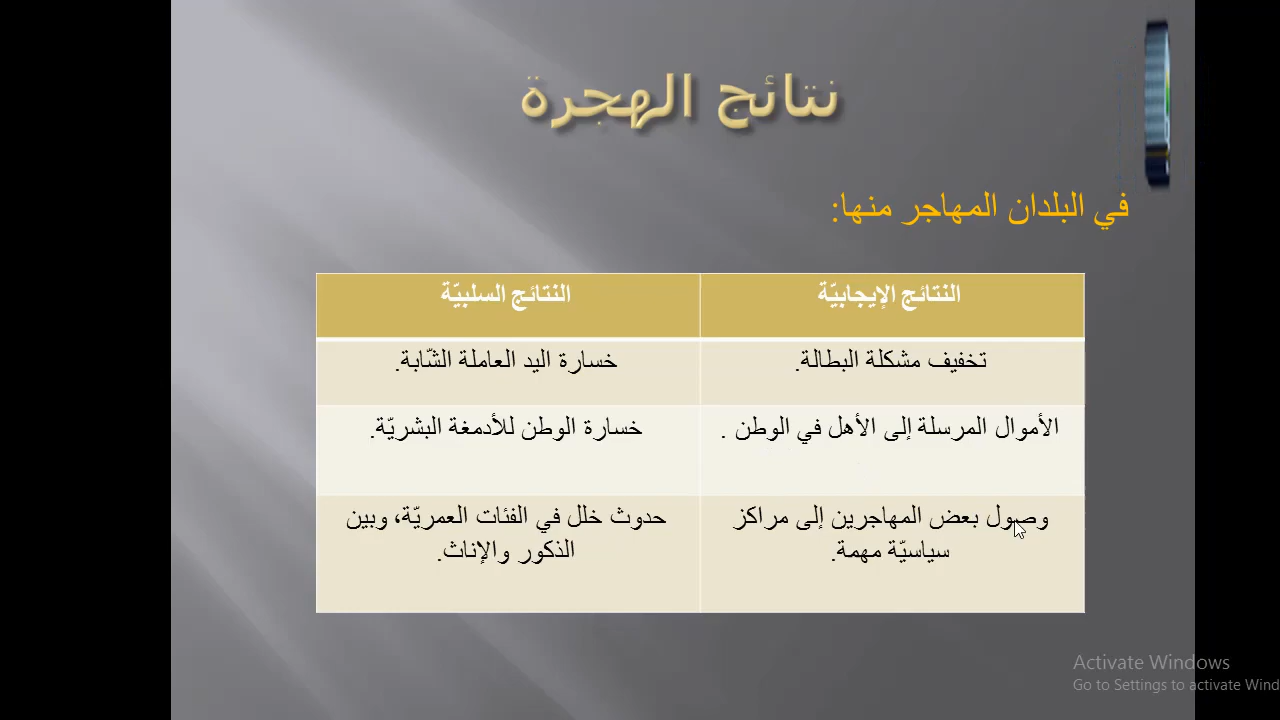 نتائج الهجرة
في البلدان المهاجر منها:
النتائج الإيجابيّة
النتائج السلبيّة
تخفيف مشكلة البطالة.
خسارة اليد العاملة الشّابة.
الأموال المرسلة إلى الأهل في الوطن .
خسارة الوطن للأدمغة البشريّة.
وصول بعض المهاجرين إلى مراكز
سياسيّة مهمة.
حدوث خلل في الفئات العمريّة، وبين
الذكور والإناث.
Activate Windows
Go to Settings to activate Wind